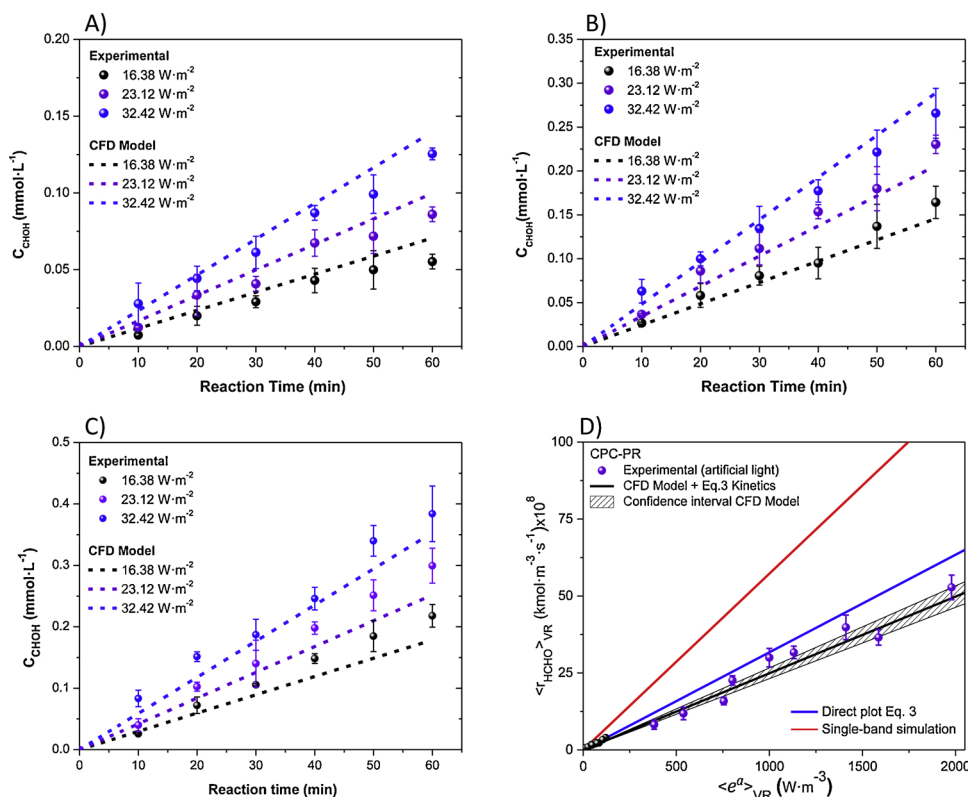 A)
Experimental
16.38 W·m-2
23.12 W·m-2
32.42 W·m-2
CFD Model
16.38 W·m-2
23.12 W·m-2
32.42 W·m-2
0.20
0.15
0.10
0.05
0.00
0 10 20 30 40 50 60
CCHOH(mmol·L-1)
Reaction Time (min)
B)
Experimental
16.38 W·m-2
23.12 W·m-2
32.42 W·m-2
CFD Model
16.38 W·m-2
23.12 W·m-2
32.42 W·m-2
0.35
0.30
0.25
0.20
0.15
0.10
0.05
0.00
0 10 20 30 40 50 60
CCHOH(mmol·L-1)
Reaction Time (min)
C)
Experimental
16.38 W·m-2
23.12 W·m-2
32.42 W·m-2
CFD Model
16.38 W·m-2
23.12 W·m-2
32.42 W·m-2
0.5
0.4
0.3
0.2
0.1
0.0
0 10 20 30 40 50 60
CCHOH (mmol·L-1)
Reaction time (min)
D)
CPC-PR
Experimental (artificial light)
CFD Model + Eq.3 Kinetics
Confidence interval CFD Model
Direct plot Eq. 3
Single-band simulation
100
75
50
25
0
0 500 1000 1500 2000
<rHCHO>VR (kmol·m-3·s-1)x108
<ea>VR (W·m-3)